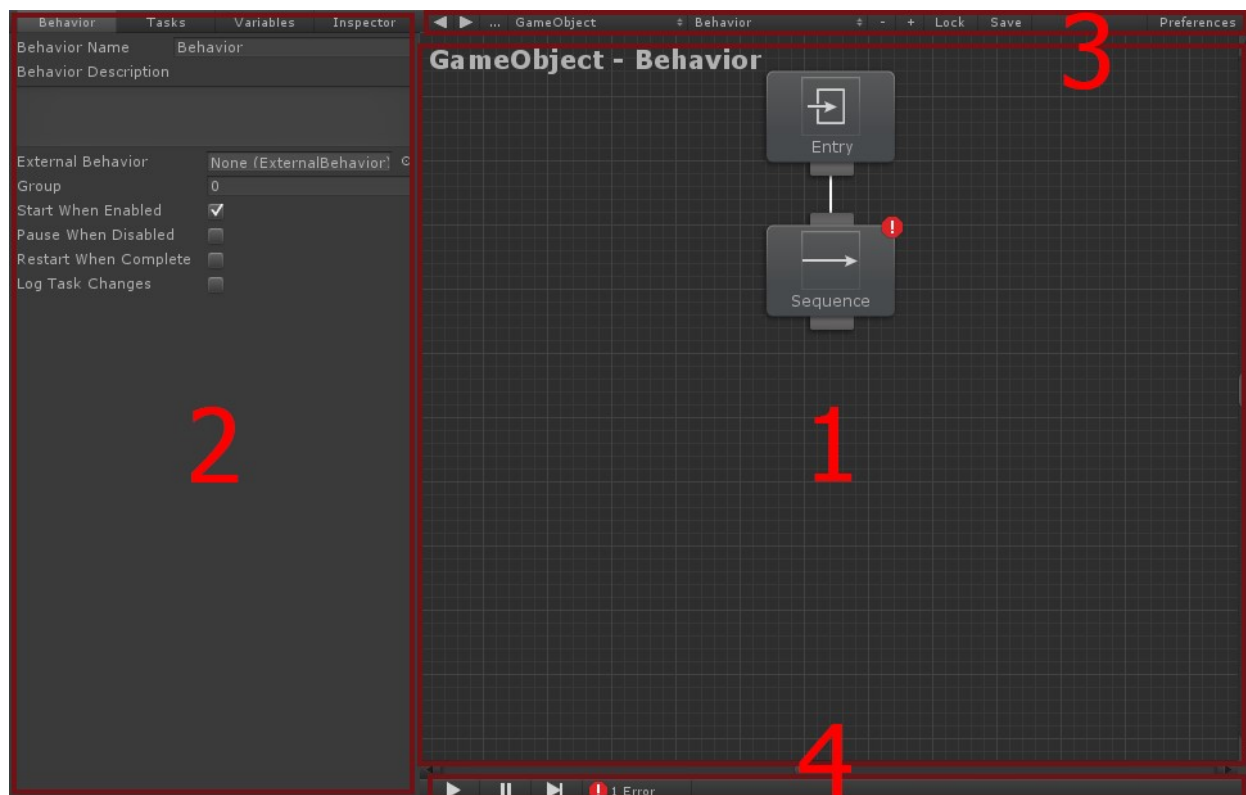 Behavior Tasks Variables Inspector
Behavior Name Behavior
Behavior Description
External Behavior None (ExternalBehavior)
Group 0
Start When Enabled
Pause When Disabled
Restart When Complete
Log Task Changes
2
... GameObject Behavior - + Lock Save Preferences
3
GameObject - Behavior
Entry
Sequence
1
4
1 Error